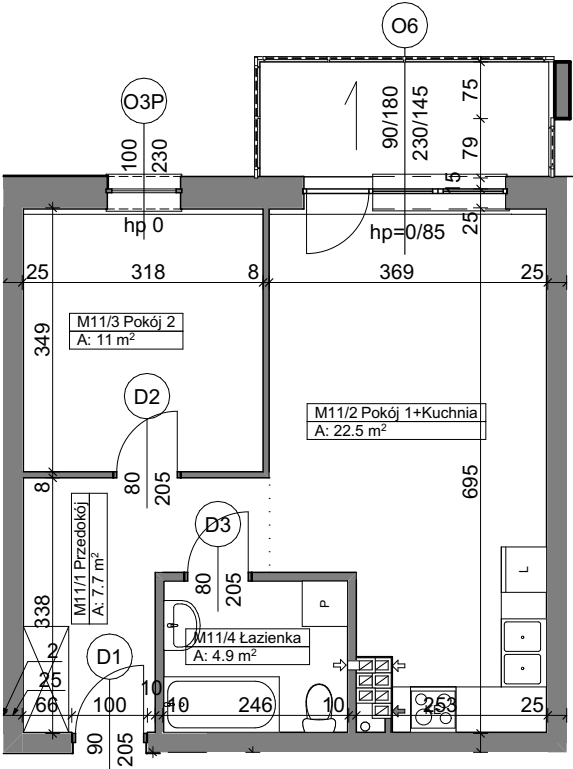 O6
O3P
90/180
230/145
75
79
15
25
100
230
hp 0
hp=0/85
25
318
8
369
25
349
M11/3 Pokój 2
A: 11 m²
D2
M11/2 Pokój 1+Kuchnia
A: 22.5 m²
695
80
205
8
M11/1 Przedokój
A: 7.7 m²
D3
80
205
L
P
338
M11/4 Łazienka
A: 4.9 m²
D1
2
25
66
100
10
10
246
10
253
25
90
205